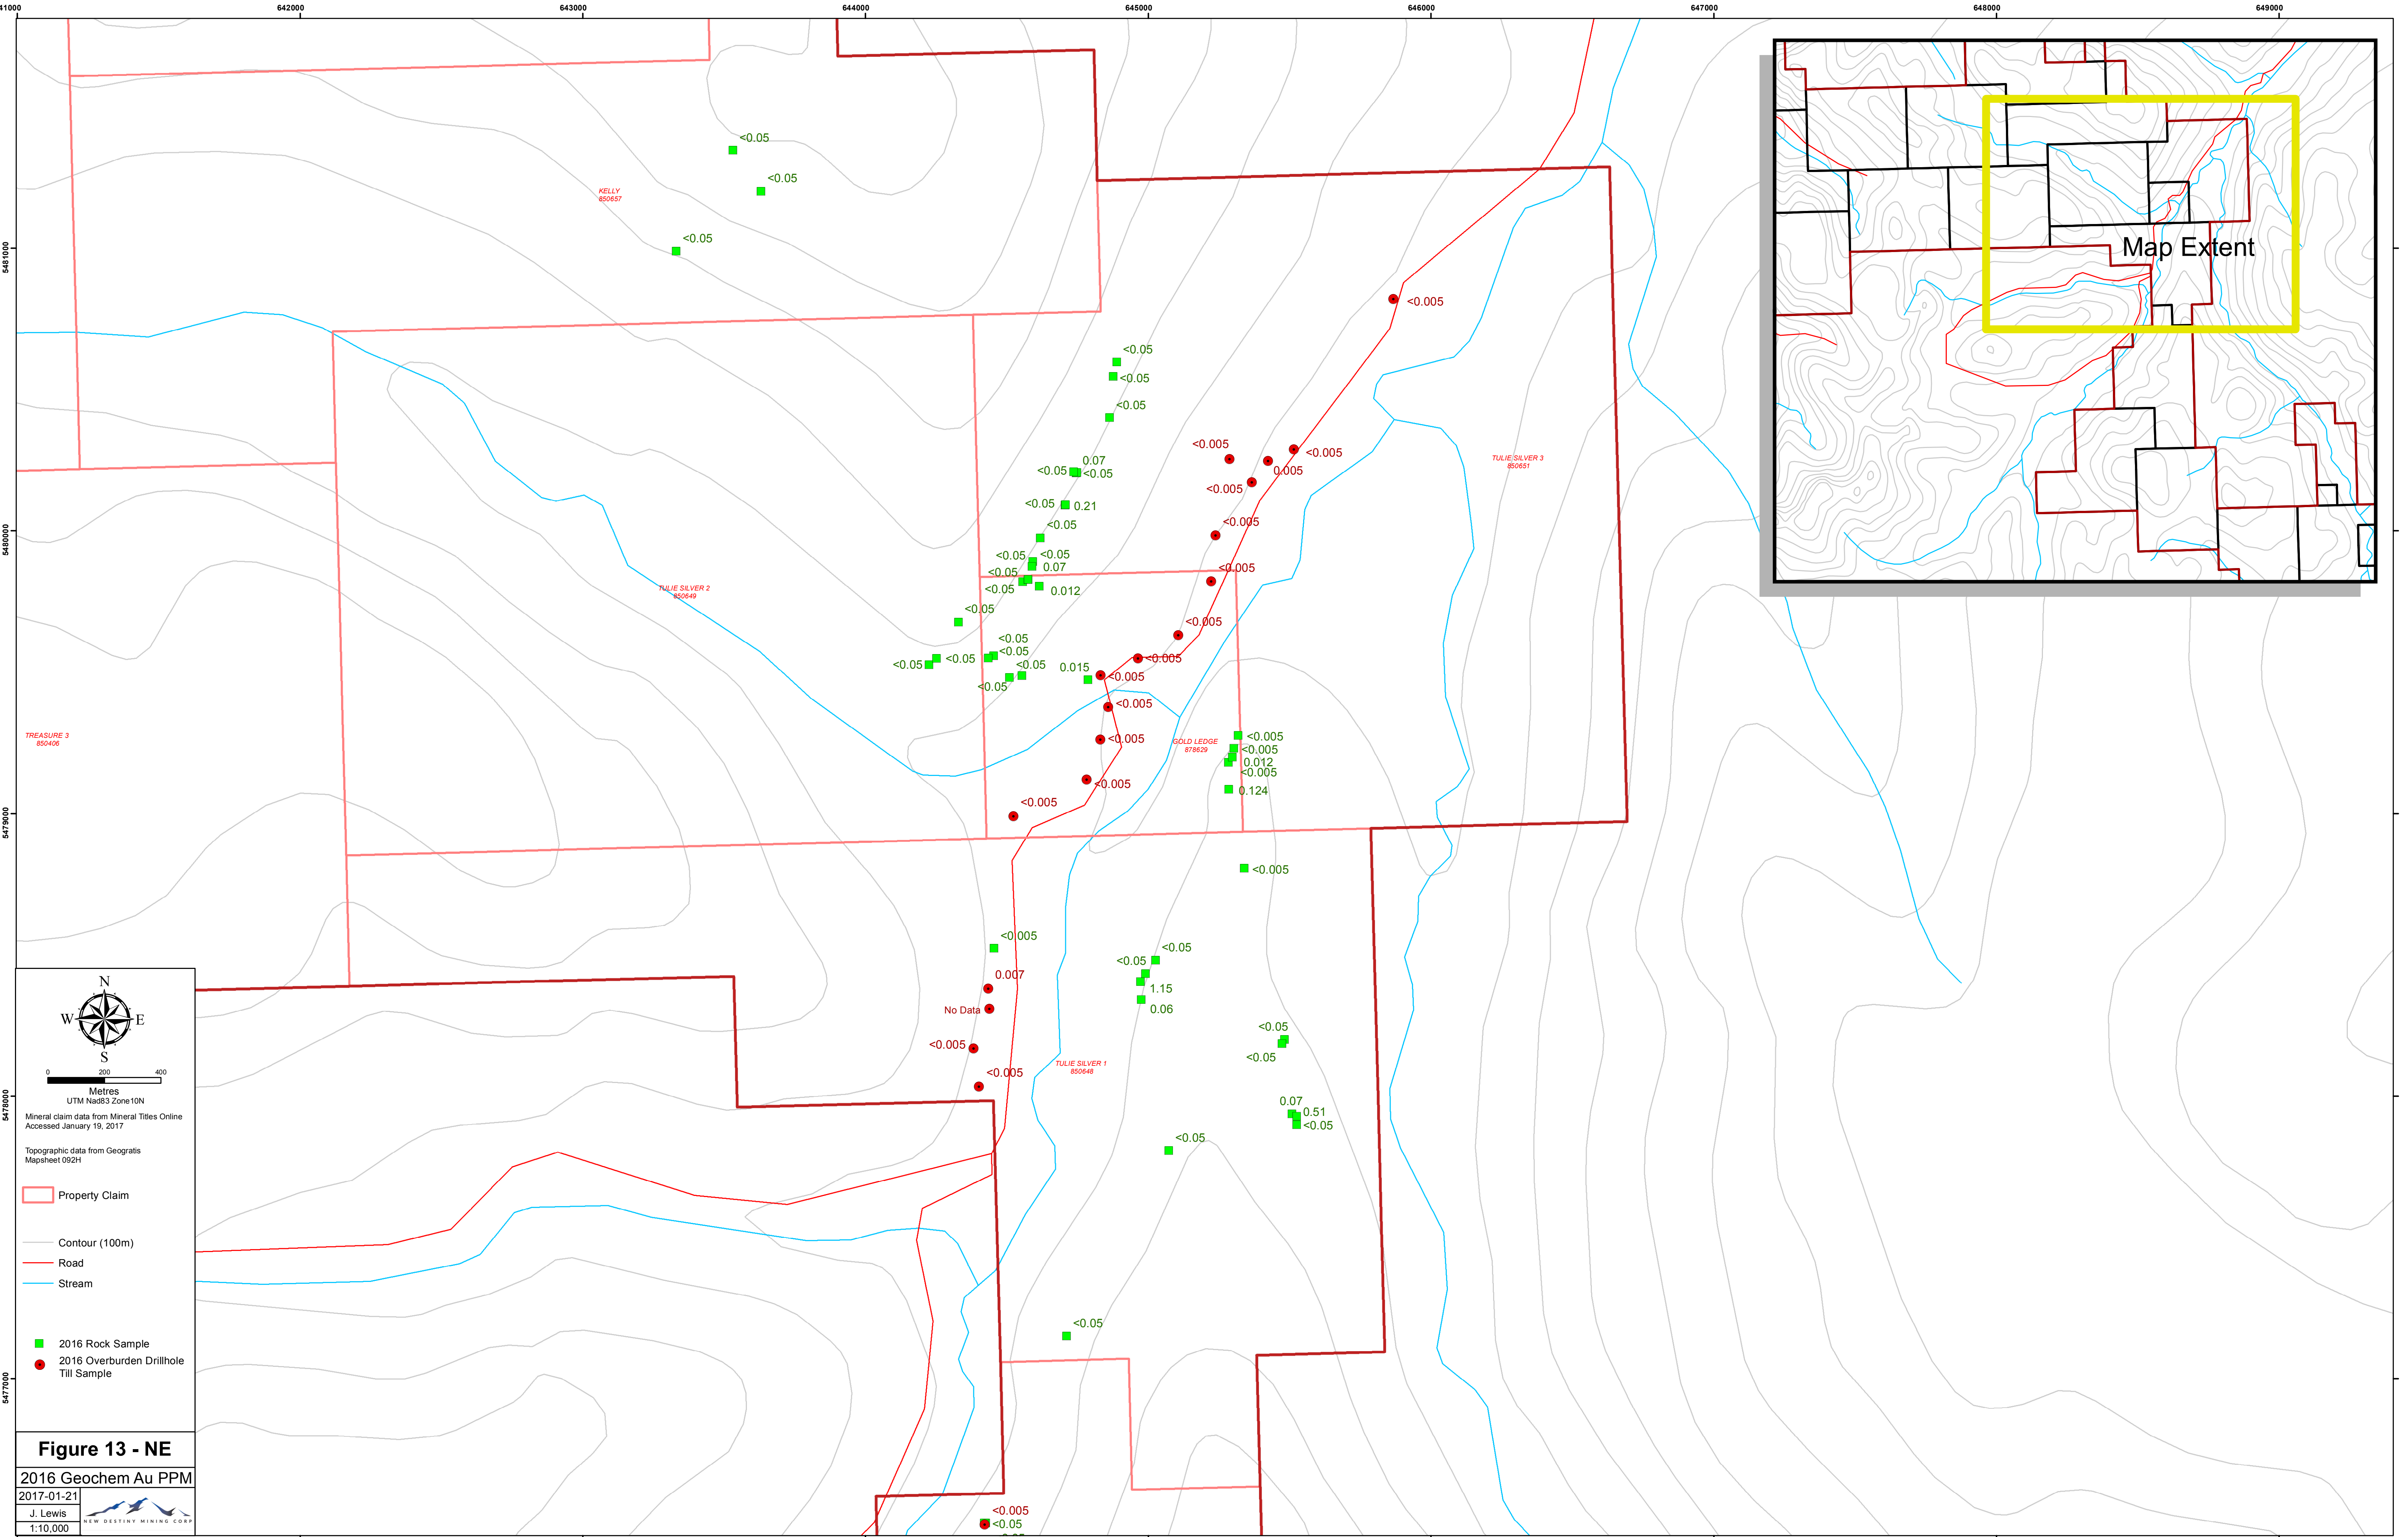 41000
642000
643000
644000
645000
646000
647000
648000
649000
5481000
5480000
5479000
5478000
5477000
Map Extent
<0.05
<0.05
<0.05
KELLY
850657
<0.005
<0.05
<0.05
<0.05
<0.005
<0.005
0.005
<0.005
TULIE SILVER 3
850651
0.07
<0.05
<0.05
<0.05
0.21
<0.05
<0.005
<0.05
<0.05
0.07
<0.05
<0.05
0.012
<0.005
TULIE SILVER 2
850649
<0.05
<0.005
<0.05
<0.05
<0.05
<0.05
<0.05
<0.05
0.015
<0.005
<0.005
<0.005
TREASURE 3
850406
<0.005
GOLD LEDGE
878629
<0.005
<0.005
0.012
<0.005
0.124
<0.005
<0.005
<0.005
<0.005
<0.05
<0.05
0.007
1.15
0.06
No Data
<0.005
<0.005
TULIE SILVER 1
850648
<0.05
<0.05
0.07
0.51
<0.05
<0.05
<0.05
<0.005
<0.05
N
W
E
S
0 200 400
Metres
UTM Nad83 Zone10N
Mineral claim data from Mineral Titles Online
Accessed January 19, 2017
Topographic data from Geogratis
Mapsheet 092H
Property Claim
Contour (100m)
Road
Stream
2016 Rock Sample
2016 Overburden Drillhole
Till Sample
Figure 13 - NE
2016 Geochem Au PPM
2017-01-21
J. Lewis
1:10,000
NEW DESTINY MINING CORP